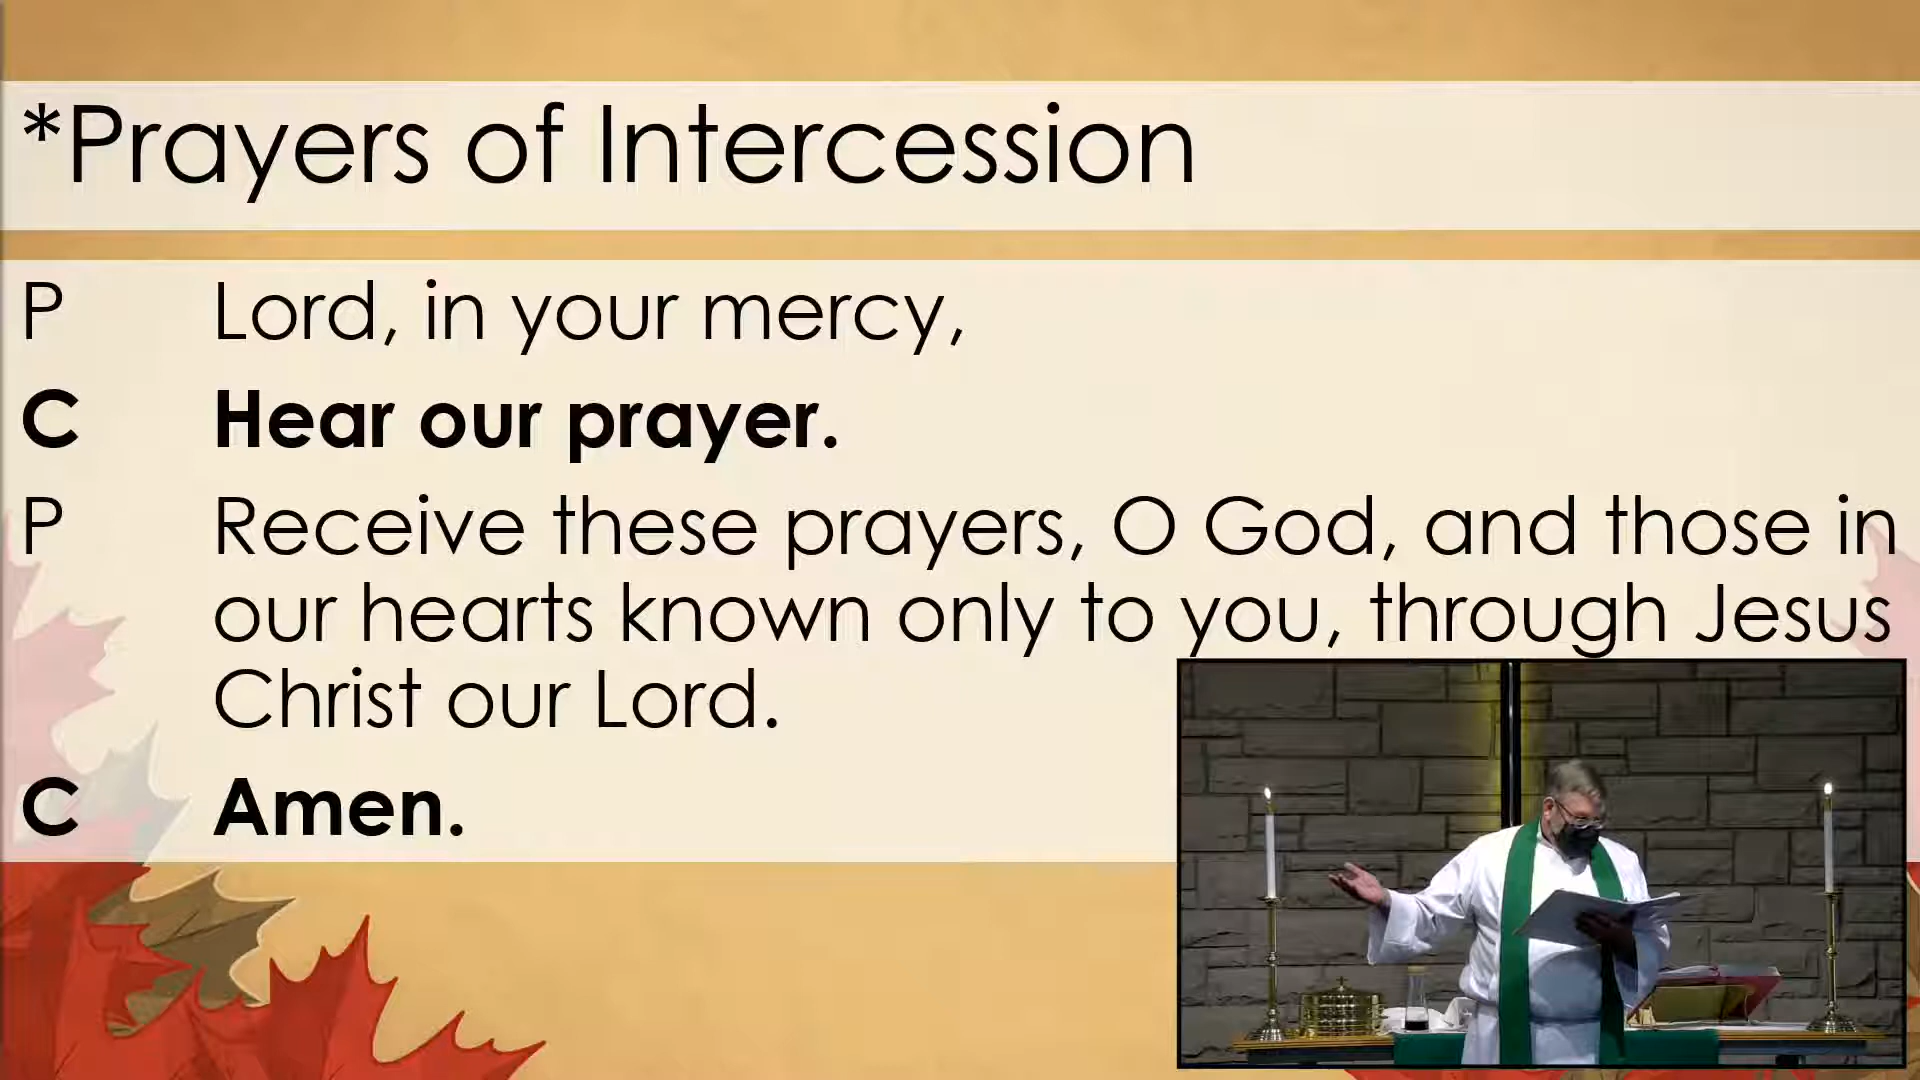 *Prayers of Intercession
P Lord, in your mercy,
C Hear our prayer.
P Receive these prayers, O God, and those in
our hearts known only to you, through Jesus
Christ our Lord.
C Amen.